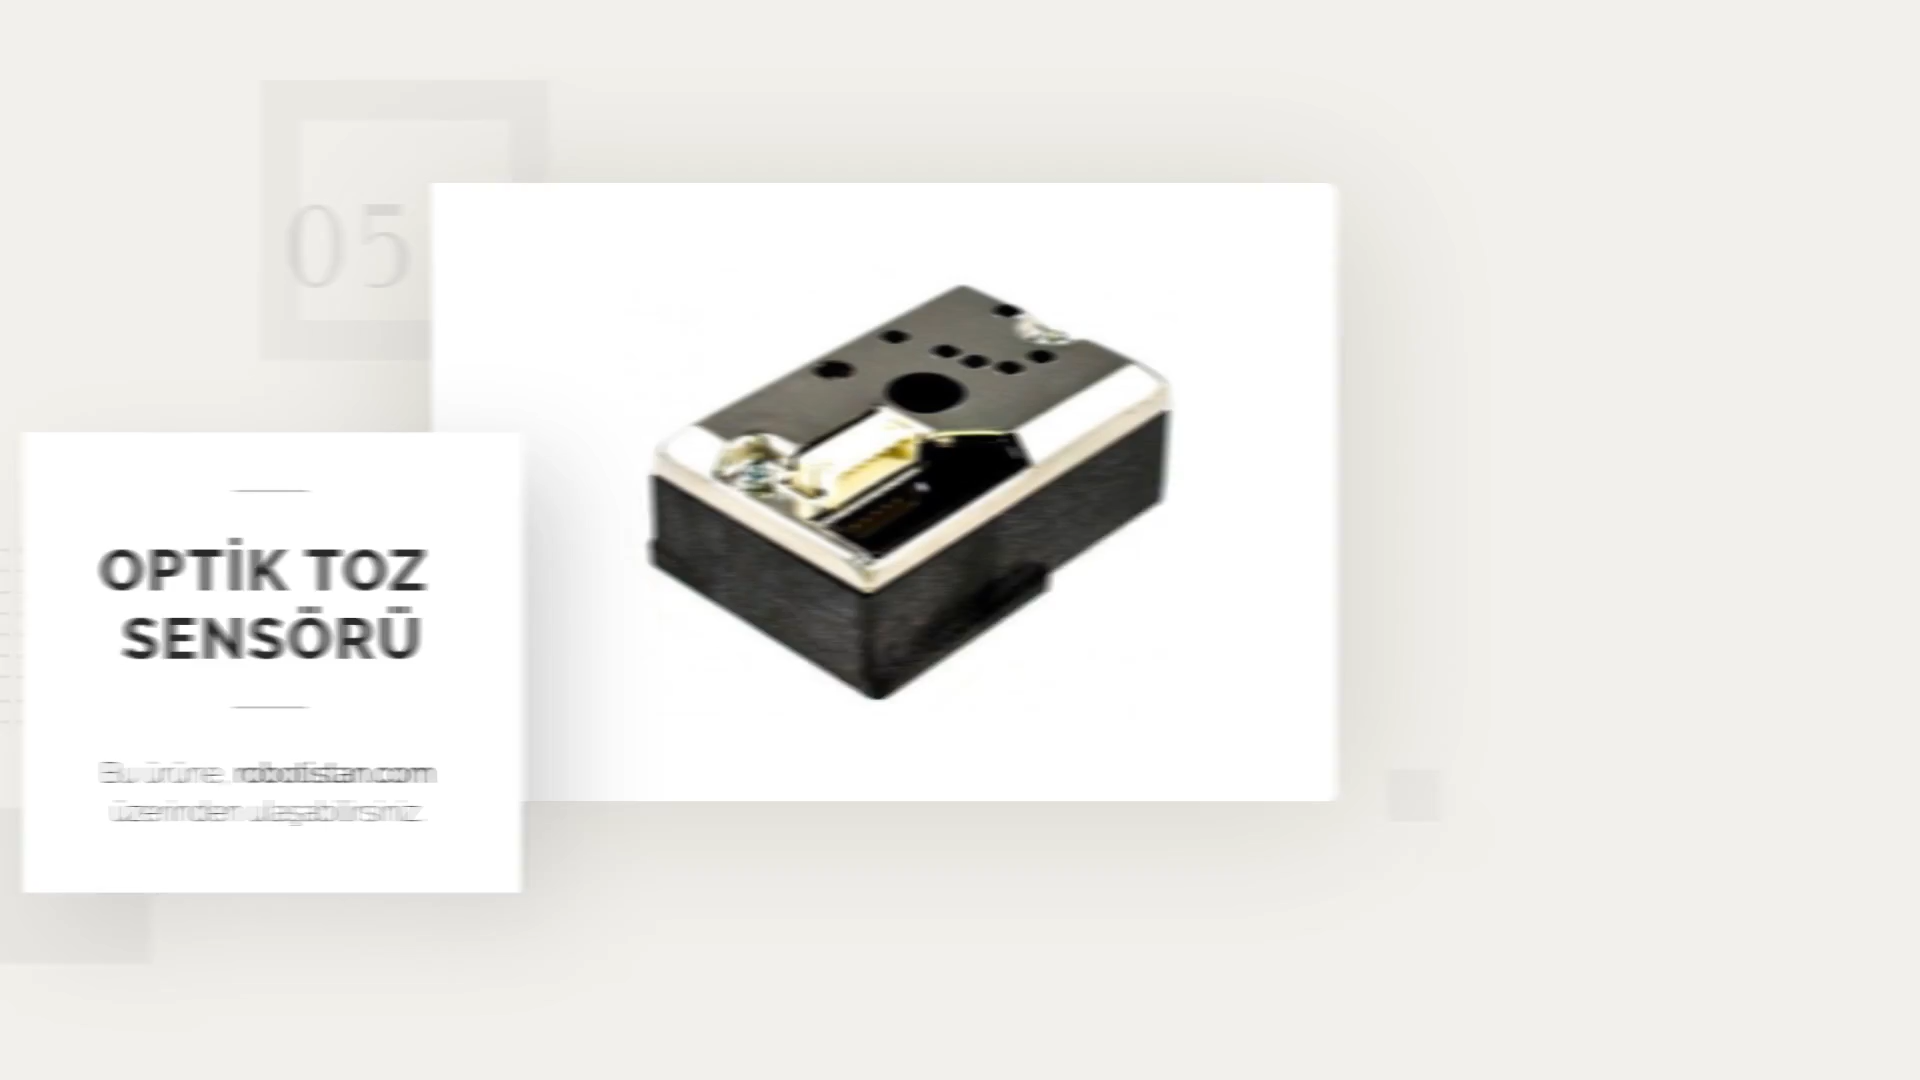 05
OPTİK TOZ
SENSÖRÜ
Bu ürüne, robotistan.com
üzerinden ulaşabilirsiniz.